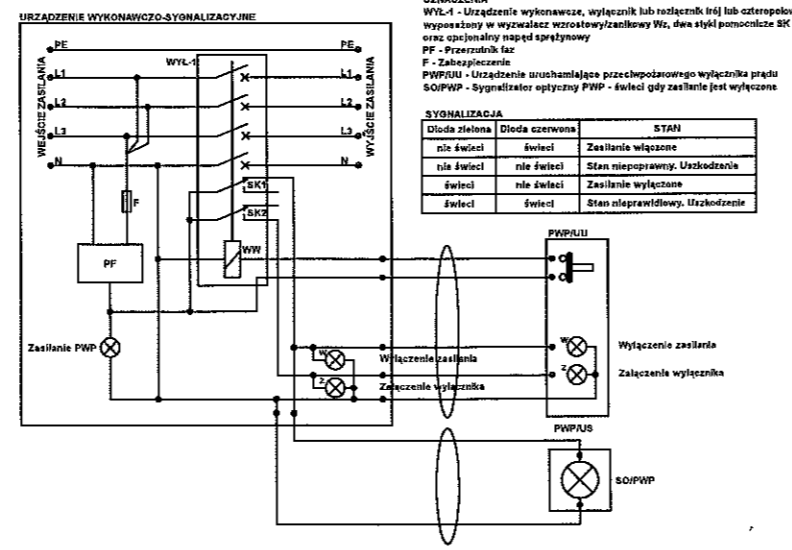 URZĄDZENIE WYKONAWCZO-SYGNALIZACYJNE
OZNACZENIA
WYŁ-1 - Urządzenie wykonawcze, wyłącznik lub rozłącznik trój lub czteropolow
wyposażony w wyzwalacz wzrostowy/zanikowy Wz, dwa styki pomocnicze SK
oraz opcjonalny napęd sprężynowy
PF - Przerzutnik faz
F - Zabezpieczenie
PWP/UU - Urządzenie uruchamiające przeciwpożarowego wyłącznika prądu
SO/PWP - Sygnalizator optyczny PWP - świeci gdy zasilanie jest wyłączone
SYGNALIZACJA
Dioda zielona Dioda czerwona STAN
nie świeci świeci Zasilanie włączone
nie świeci nie świeci Stan niepoprawny. Uszkodzenie
świeci nie świeci Zasilanie wyłączone
świeci świeci Stan nieprawidłowy. Uszkodzenie
WEJŚCIE ZASILANIA
PE
L1
L2
L3
N
WYŁ-1
PE
L1
L2
L3
N
WYJŚCIE ZASILANIA
SK1
SK2
F
WW
PF
Zasilanie PWP
W
Wyłączenie zasilania
Z
Załączenie wyłącznika
PWP/UU
W
Wyłączenie zasilania
Z
Załączenie wyłącznika
PWP/US
SO/PWP